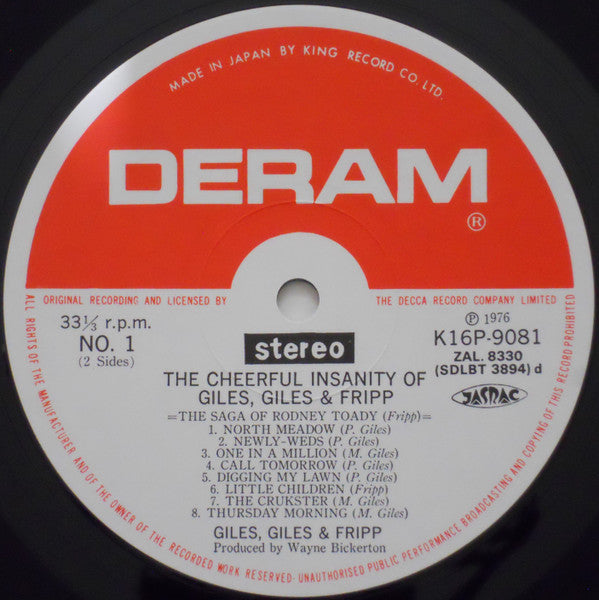 MADE IN JAPAN BY KING RECORD CO. LTD.
DERAM
®
ORIGINAL RECORDING AND LICENSED BY THE DECCA RECORD COMPANY LIMITED
33⅓ r.p.m.
NO. 1
(2 Sides)
stereo
Ⓟ 1976
K16P-9081
ZAL. 8330
(SDLBT 3894) d
JASRAC
THE CHEERFUL INSANITY OF
GILES, GILES & FRIPP
=THE SAGA OF RODNEY TOADY (Fripp)=
1. NORTH MEADOW (P. Giles)
2. NEWLY-WEDS (P. Giles)
3. ONE IN A MILLION (M. Giles)
4. CALL TOMORROW (P. Giles)
5. DIGGING MY LAWN (P. Giles)
6. LITTLE CHILDREN (Fripp)
7. THE CRUKSTER (M. Giles)
8. THURSDAY MORNING (M. Giles)
GILES, GILES & FRIPP
Produced by Wayne Bickerton
ALL RIGHTS OF THE MANUFACTURER AND OF THE OWNER OF THE RECORDED WORK RESERVED·UNAUTHORISED PUBLIC PERFORMANCE BROADCASTING AND COPYING OF THIS RECORD PROHIBITED